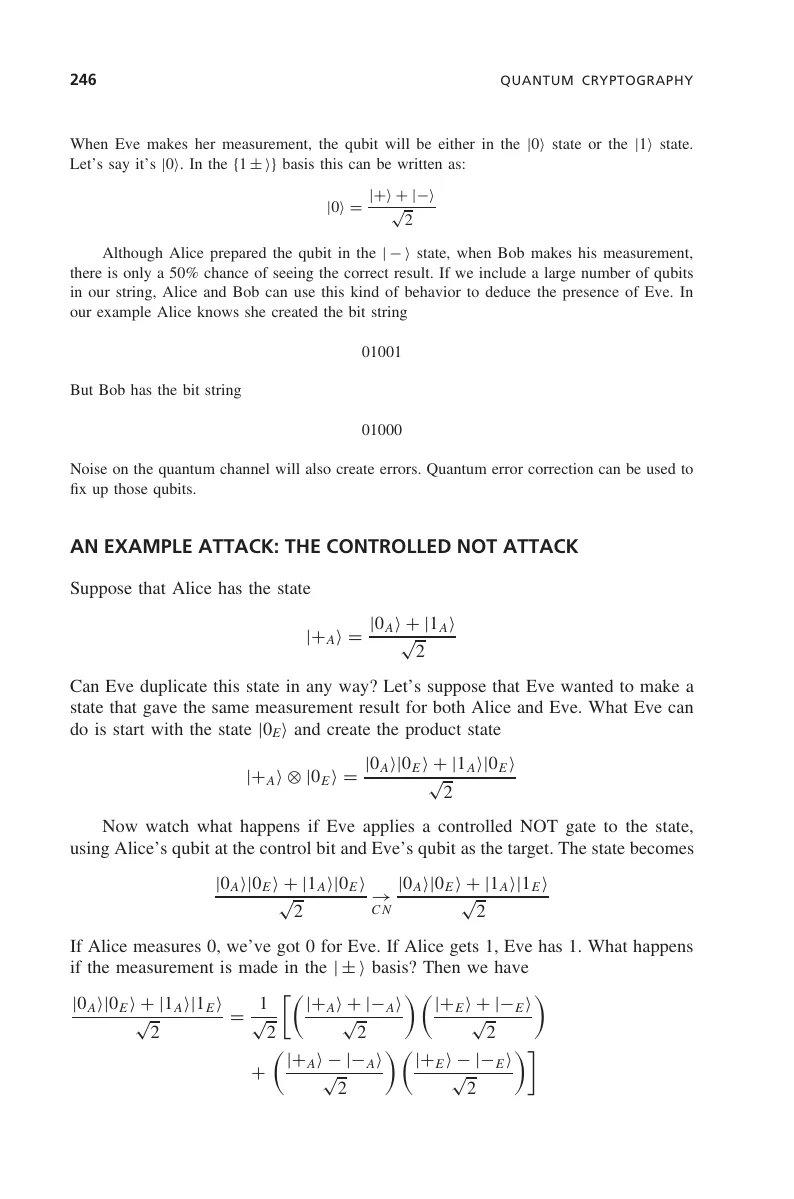 246 QUANTUM CRYPTOGRAPHY
When Eve makes her measurement, the qubit will be either in the |0⟩ state or the |1⟩ state.
Let's say it's |0⟩. In the {1 ± ⟩} basis this can be written as:
|0⟩ = (|+⟩ + |−⟩)/√2
Although Alice prepared the qubit in the | − ⟩ state, when Bob makes his measurement,
there is only a 50% chance of seeing the correct result. If we include a large number of qubits
in our string, Alice and Bob can use this kind of behavior to deduce the presence of Eve. In
our example Alice knows she created the bit string
01001
But Bob has the bit string
01000
Noise on the quantum channel will also create errors. Quantum error correction can be used to
fix up those qubits.
AN EXAMPLE ATTACK: THE CONTROLLED NOT ATTACK
Suppose that Alice has the state
|+_A⟩ = (|0_A⟩ + |1_A⟩)/√2
Can Eve duplicate this state in any way? Let's suppose that Eve wanted to make a
state that gave the same measurement result for both Alice and Eve. What Eve can
do is start with the state |0_E⟩ and create the product state
|+_A⟩ ⊗ |0_E⟩ = (|0_A⟩|0_E⟩ + |1_A⟩|0_E⟩)/√2
Now watch what happens if Eve applies a controlled NOT gate to the state,
using Alice's qubit at the control bit and Eve's qubit as the target. The state becomes
(|0_A⟩|0_E⟩ + |1_A⟩|0_E⟩)/√2 →_CN (|0_A⟩|0_E⟩ + |1_A⟩|1_E⟩)/√2
If Alice measures 0, we've got 0 for Eve. If Alice gets 1, Eve has 1. What happens
if the measurement is made in the | ± ⟩ basis? Then we have
(|0_A⟩|0_E⟩ + |1_A⟩|1_E⟩)/√2 = 1/√2 [((|+_A⟩ + |−_A⟩)/√2) ((|+_E⟩ + |−_E⟩)/√2)
+ ((|+_A⟩ − |−_A⟩)/√2) ((|+_E⟩ − |−_E⟩)/√2)]